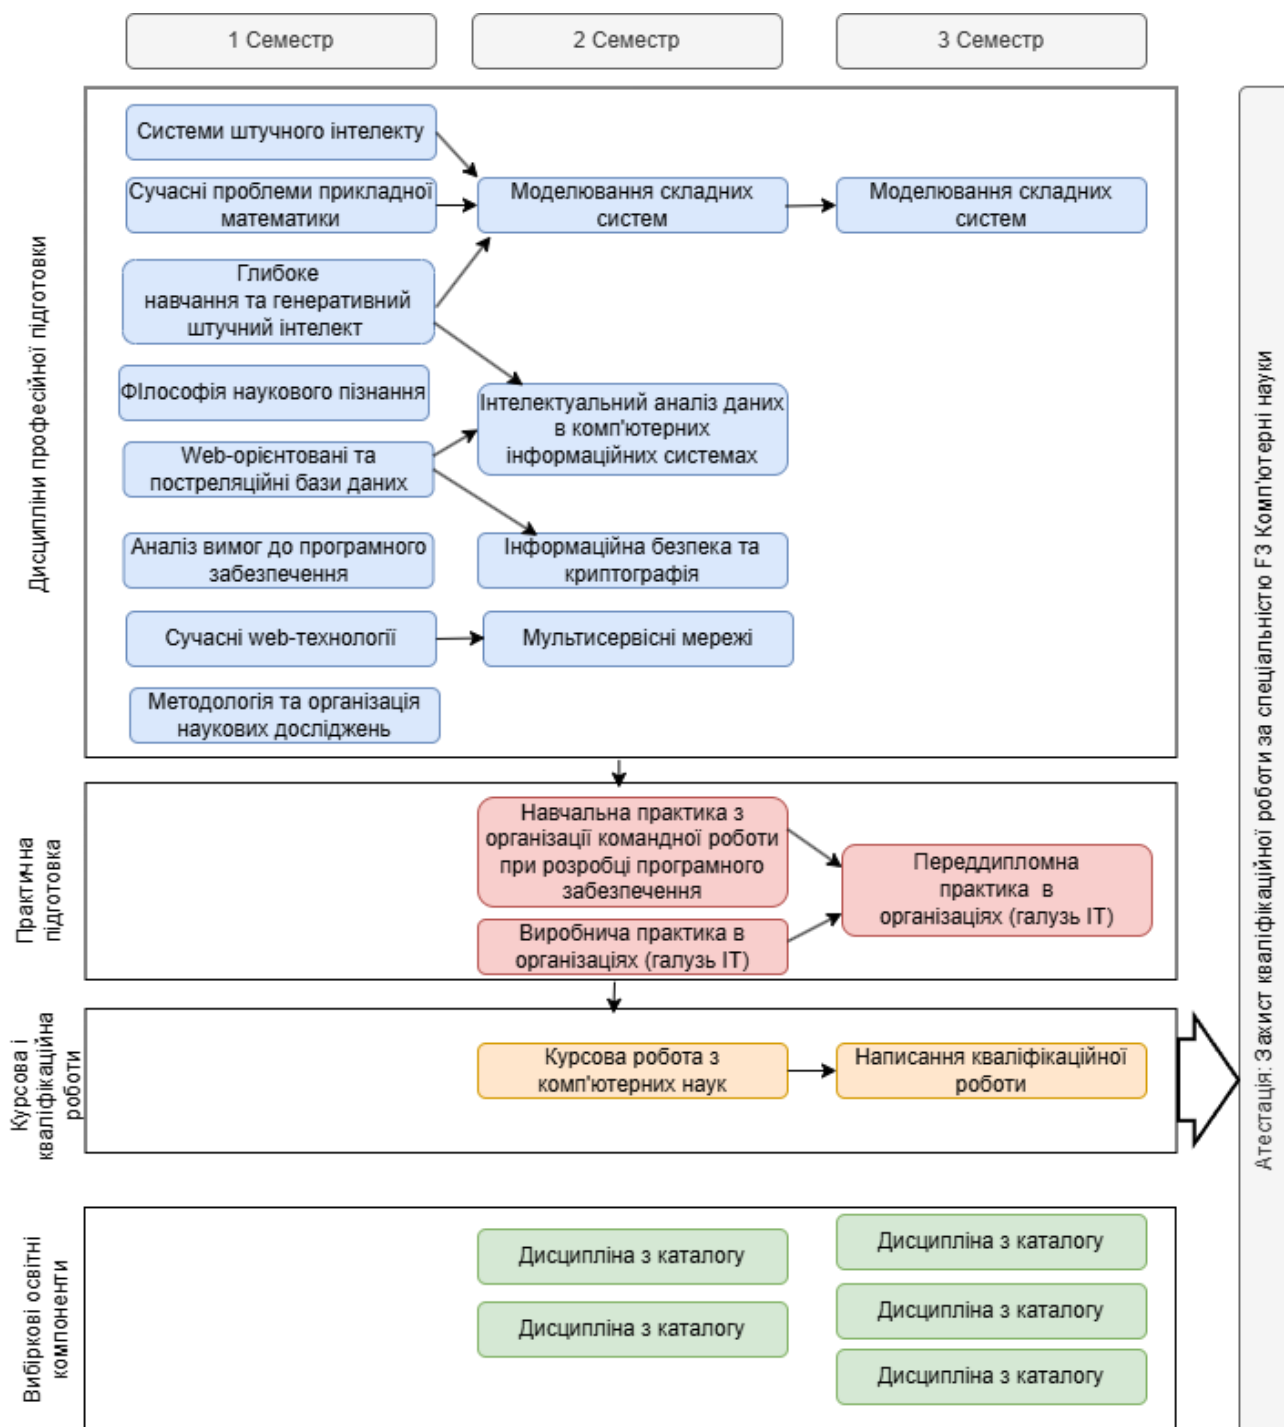 1 Семестр
2 Семестр
3 Семестр
Дисципліни професійної підготовки
Системи штучного інтелекту
Сучасні проблеми прикладної
математики
Моделювання складних
систем
Моделювання складних
систем
Глибоке
навчання та генеративний
штучний інтелект
ФІлософія наукового пізнання
Інтелектуальний аналіз даних
в комп'ютерних
інформаційних системах
Web-орієнтовані та
постреляційні бази даних
Аналіз вимог до програмного
забезпечення
Інформаційна безпека та
криптографія
Сучасні web-технології
Мультисервісні мережі
Методологія та організація
наукових досліджень
Практична
підготовка
Навчальна практика з
організації командної роботи
при розробці програмного
забезпечення
Виробнича практика в
організаціях (галузь ІТ)
Переддипломна
практика в
організаціях (галузь ІТ)
Курсова і
кваліфікаційна
роботи
Курсова робота з
комп'ютерних наук
Написання кваліфікаційної
роботи
Вибіркові освітні
компоненти
Дисципліна з каталогу
Дисципліна з каталогу
Дисципліна з каталогу
Дисципліна з каталогу
Дисципліна з каталогу
Атестація: Захист кваліфікаційної роботи за спеціальністю F3 Комп'ютерні науки